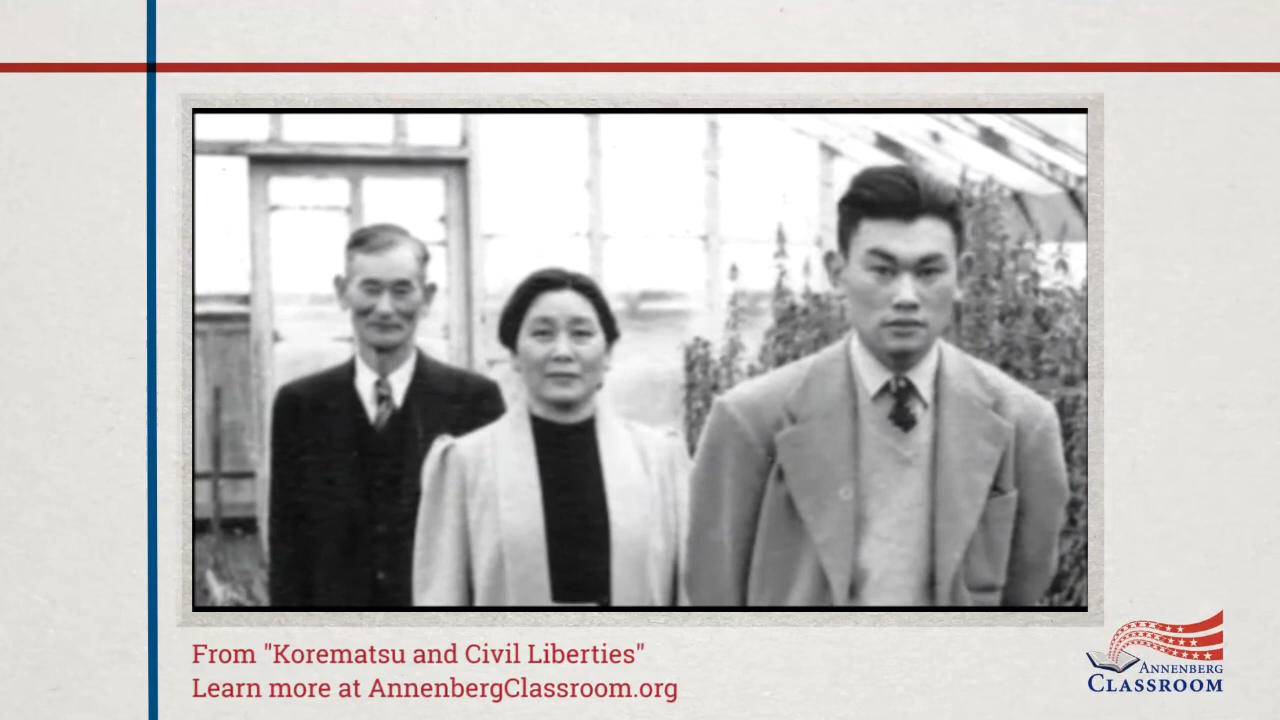 From "Korematsu and Civil Liberties"
Learn more at AnnenbergClassroom.org
ANNENBERG
CLASSROOM